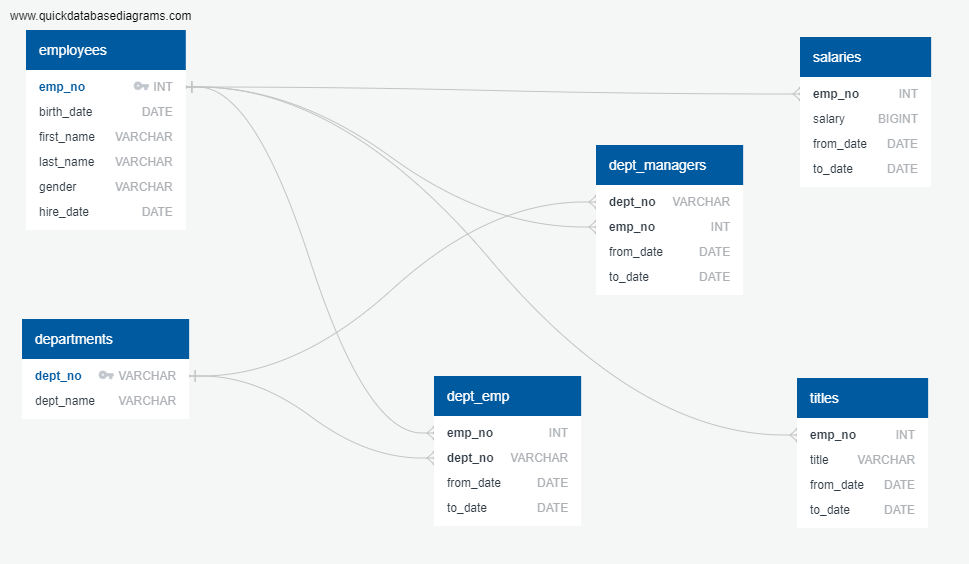 www.quickdatabasediagrams.com
employees
emp_no INT
birth_date DATE
first_name VARCHAR
last_name VARCHAR
gender VARCHAR
hire_date DATE
salaries
emp_no INT
salary BIGINT
from_date DATE
to_date DATE
dept_managers
dept_no VARCHAR
emp_no INT
from_date DATE
to_date DATE
departments
dept_no VARCHAR
dept_name VARCHAR
dept_emp
emp_no INT
dept_no VARCHAR
from_date DATE
to_date DATE
titles
emp_no INT
title VARCHAR
from_date DATE
to_date DATE